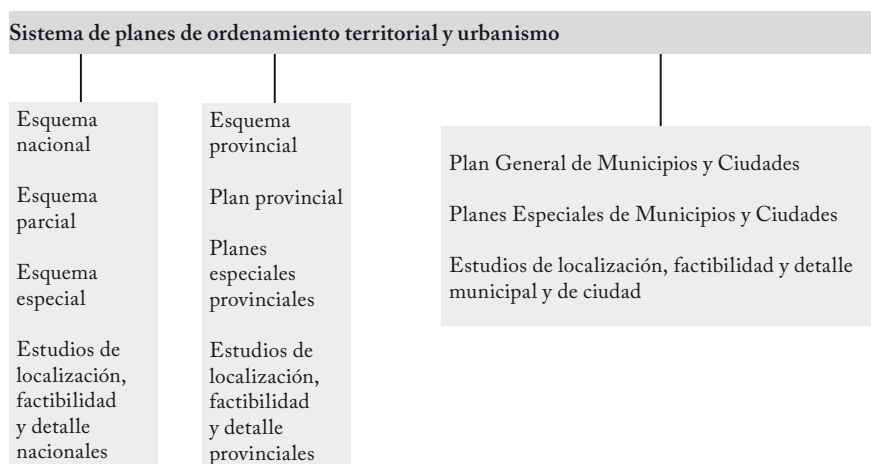 Sistema de planes de ordenamiento territorial y urbanismo
Esquema
nacional
Esquema
parcial
Esquema
especial
Estudios de
localización,
factibilidad
y detalle
nacionales
Esquema
provincial
Plan provincial
Planes
especiales
provinciales
Estudios de
localización,
factibilidad
y detalle
provinciales
Plan General de Municipios y Ciudades
Planes Especiales de Municipios y Ciudades
Estudios de localización, factibilidad y detalle
municipal y de ciudad